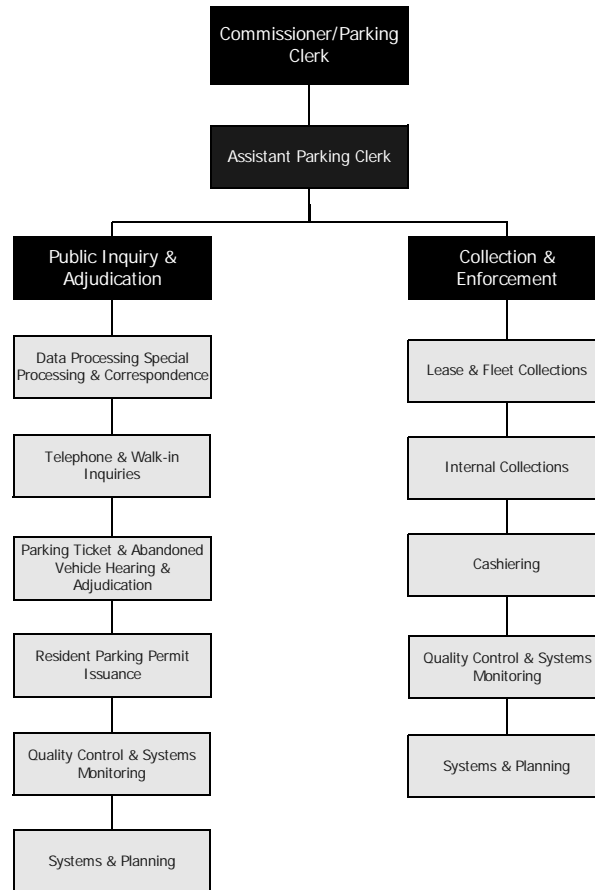 Commissioner/Parking
Clerk
Assistant Parking Clerk
Public Inquiry &
Adjudication
Data Processing Special
Processing & Correspondence
Telephone & Walk-in
Inquiries
Parking Ticket & Abandoned
Vehicle Hearing &
Adjudication
Resident Parking Permit
Issuance
Quality Control & Systems
Monitoring
Systems & Planning
Collection &
Enforcement
Lease & Fleet Collections
Internal Collections
Cashiering
Quality Control & Systems
Monitoring
Systems & Planning